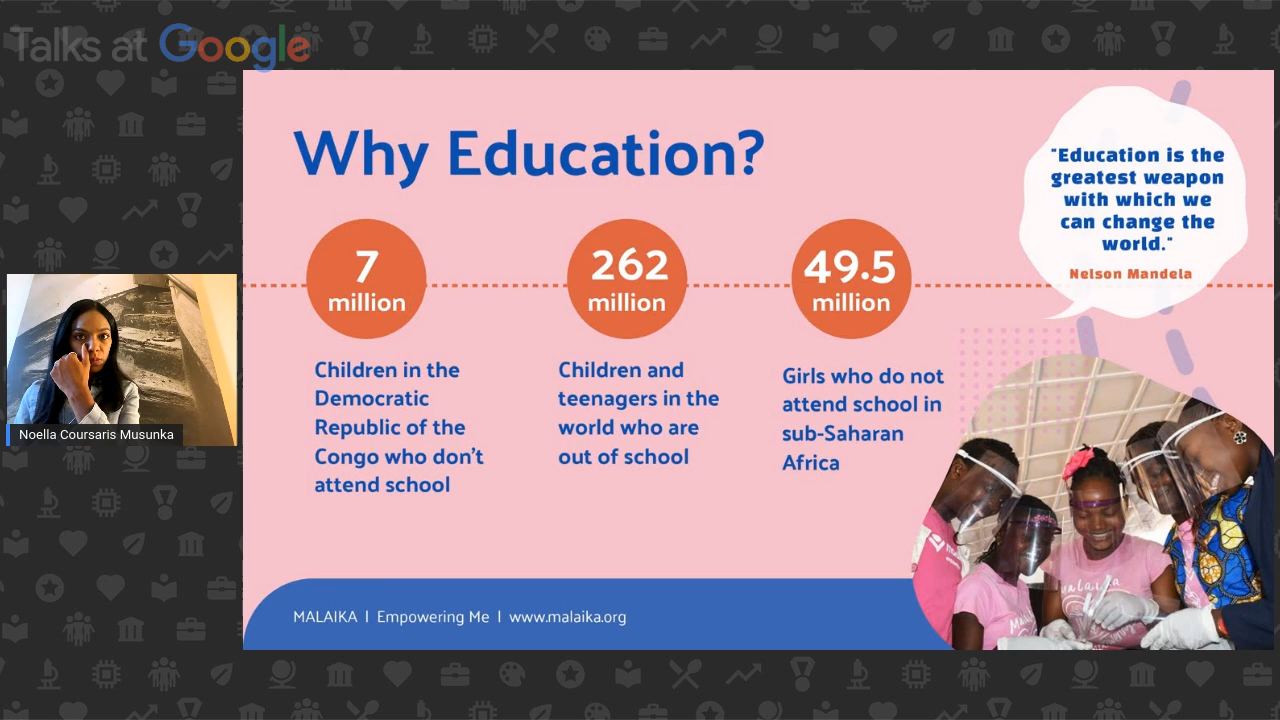 Talks at Google
Why Education?
7
million
262
million
49.5
million
Children in the
Democratic
Republic of the
Congo who don't
attend school
Children and
teenagers in the
world who are
out of school
Girls who do not
attend school in
sub-Saharan
Africa
"Education is the
greatest weapon
with which we
can change the
world."
Nelson Mandela
Noella Coursaris Musunka
malaika
MALAIKA | Empowering Me | www.malaika.org